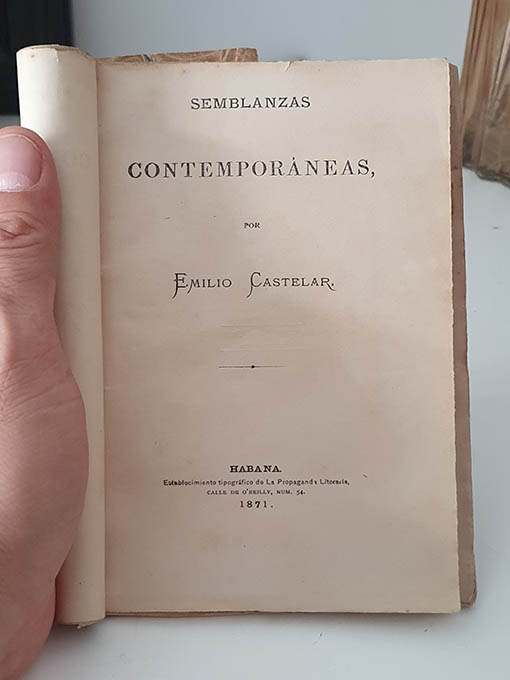 SEMBLANZAS
CONTEMPORÁNEAS,
POR
EMILIO CASTELAR.
HABANA.
Establecimiento tipográfico de La Propaganda Literaria,
CALLE DE O'REILLY, NUM. 54.
1871.